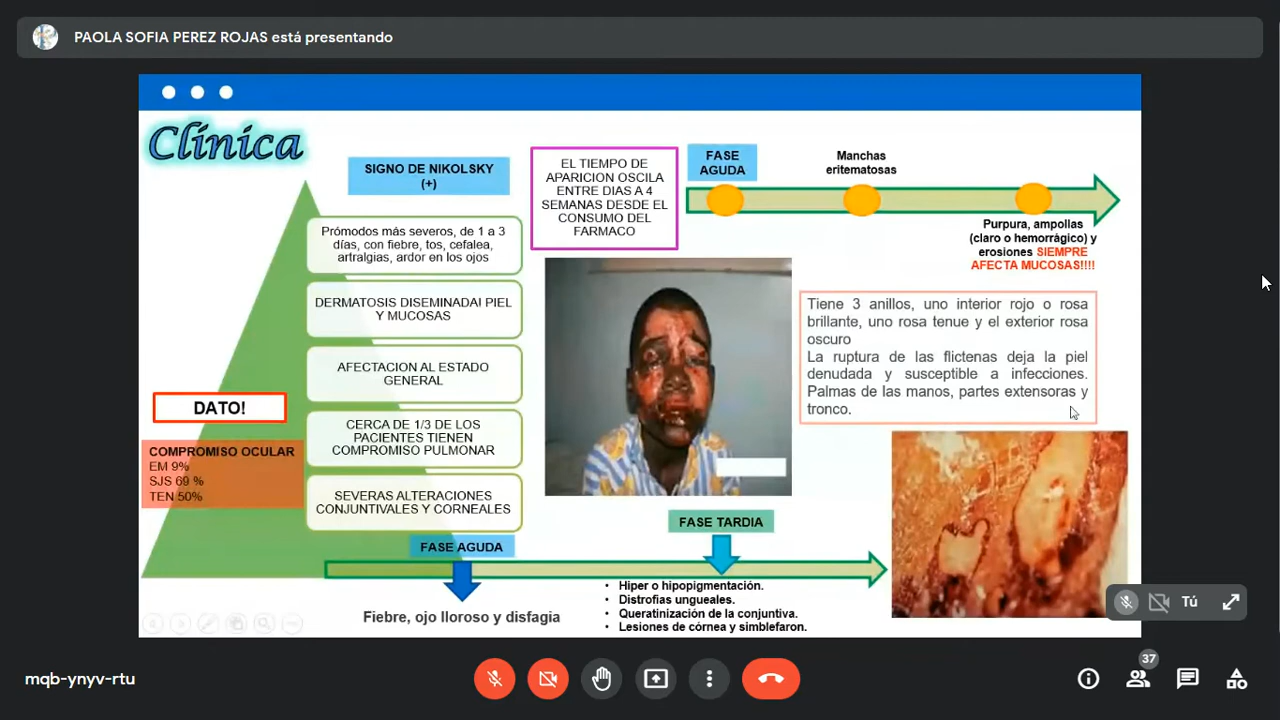 PAOLA SOFIA PEREZ ROJAS está presentando
Clínica
SIGNO DE NIKOLSKY
(+)
Prómodos más severos, de 1 a 3
días, con fiebre, tos, cefalea,
artralgias, ardor en los ojos
DERMATOSIS DISEMINADAI PIEL
Y MUCOSAS
AFECTACION AL ESTADO
GENERAL
CERCA DE 1/3 DE LOS
PACIENTES TIENEN
COMPROMISO PULMONAR
SEVERAS ALTERACIONES
CONJUNTIVALES Y CORNEALES
DATO!
COMPROMISO OCULAR
EM 9%
SJS 69 %
TEN 50%
EL TIEMPO DE
APARICION OSCILA
ENTRE DIAS A 4
SEMANAS DESDE EL
CONSUMO DEL
FARMACO
FASE
AGUDA
Manchas
eritematosas
Purpura, ampollas
(claro o hemorrágico) y
erosiones SIEMPRE
AFECTA MUCOSAS!!!!
Tiene 3 anillos, uno interior rojo o rosa
brillante, uno rosa tenue y el exterior rosa
oscuro
La ruptura de las flictenas deja la piel
denudada y susceptible a infecciones.
Palmas de las manos, partes extensoras y
tronco.
FASE AGUDA
Fiebre, ojo lloroso y disfagia
FASE TARDIA
• Hiper o hipopigmentación.
• Distrofias ungueales.
• Queratinización de la conjuntiva.
• Lesiones de córnea y simblefaron.
Tú
mqb-ynyv-rtu
37